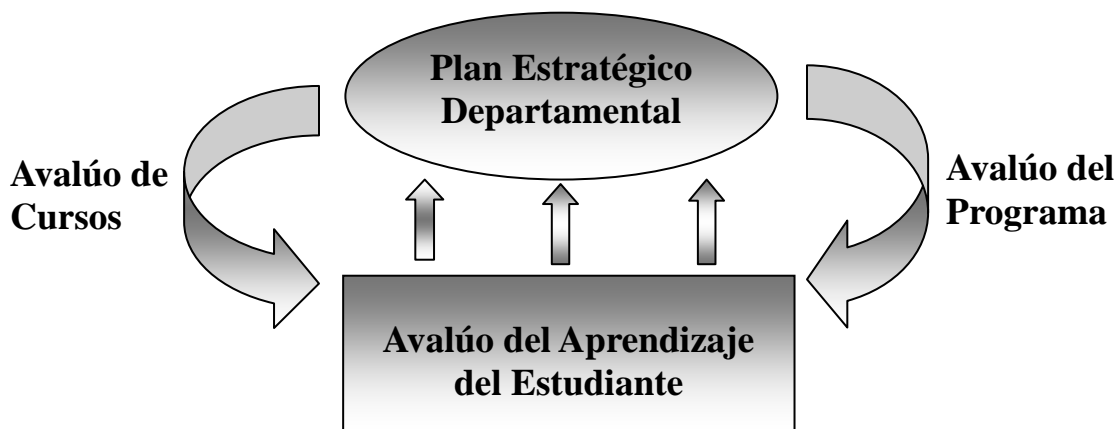 Plan Estratégico
Departamental
Avalúo de
Cursos
Avalúo del
Programa
Avalúo del Aprendizaje
del Estudiante